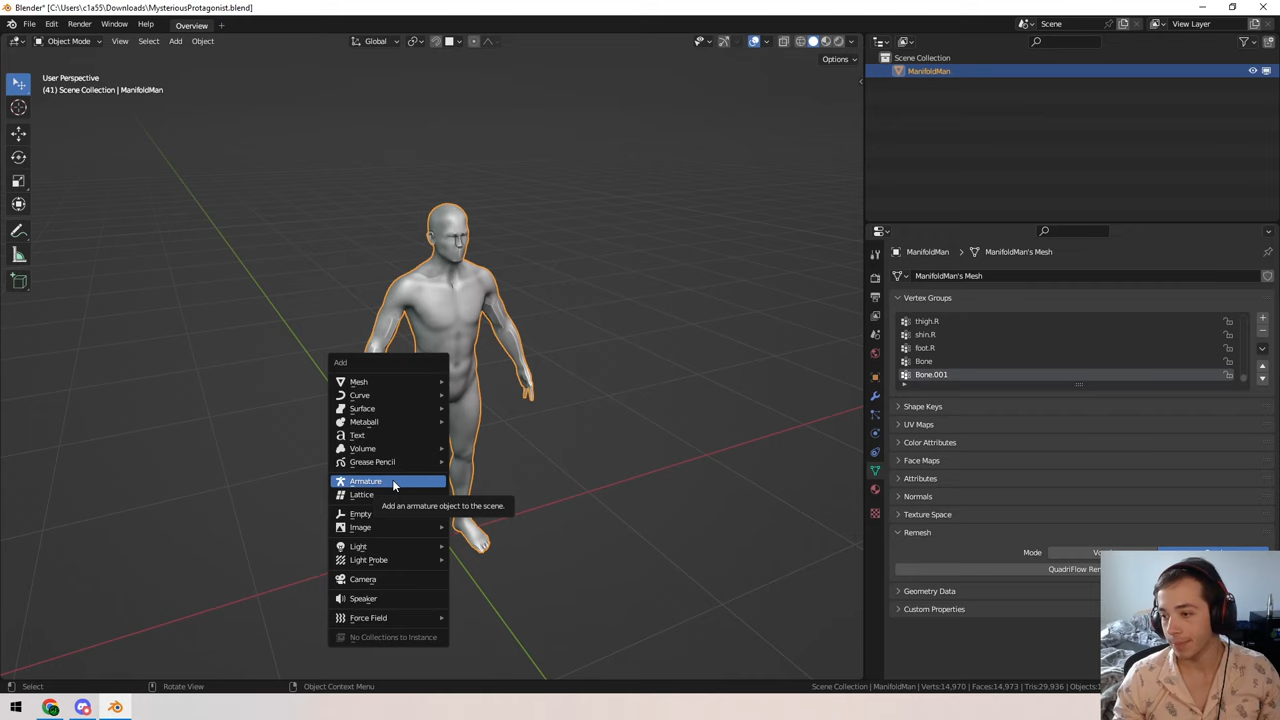 Blender* [C:\Users\c1a55\Downloads\MysteriousProtagonist.blend]
File Edit Render Window Help Overview + Scene View Layer
Object Mode View Select Add Object Global
Options
User Perspective
(41) Scene Collection | ManifoldMan
Scene Collection
ManifoldMan
ManifoldMan > ManifoldMan's Mesh
ManifoldMan's Mesh
Vertex Groups
thigh.R
shin.R
foot.R
Bone
Bone.001
Shape Keys
UV Maps
Color Attributes
Face Maps
Attributes
Normals
Texture Space
Remesh
Mode
QuadriFlow
Geometry Data
Custom Properties
Add
Mesh
Curve
Surface
Metaball
Text
Volume
Grease Pencil
Armature
Lattice
Add an armature object to the scene.
Empty
Image
Light
Light Probe
Camera
Speaker
Force Field
No Collections to Instance
Select Rotate View Object Context Menu Scene Collection | ManifoldMan | Verts:14,970 | Faces:14,973 | Tris:29,936 | Objects: